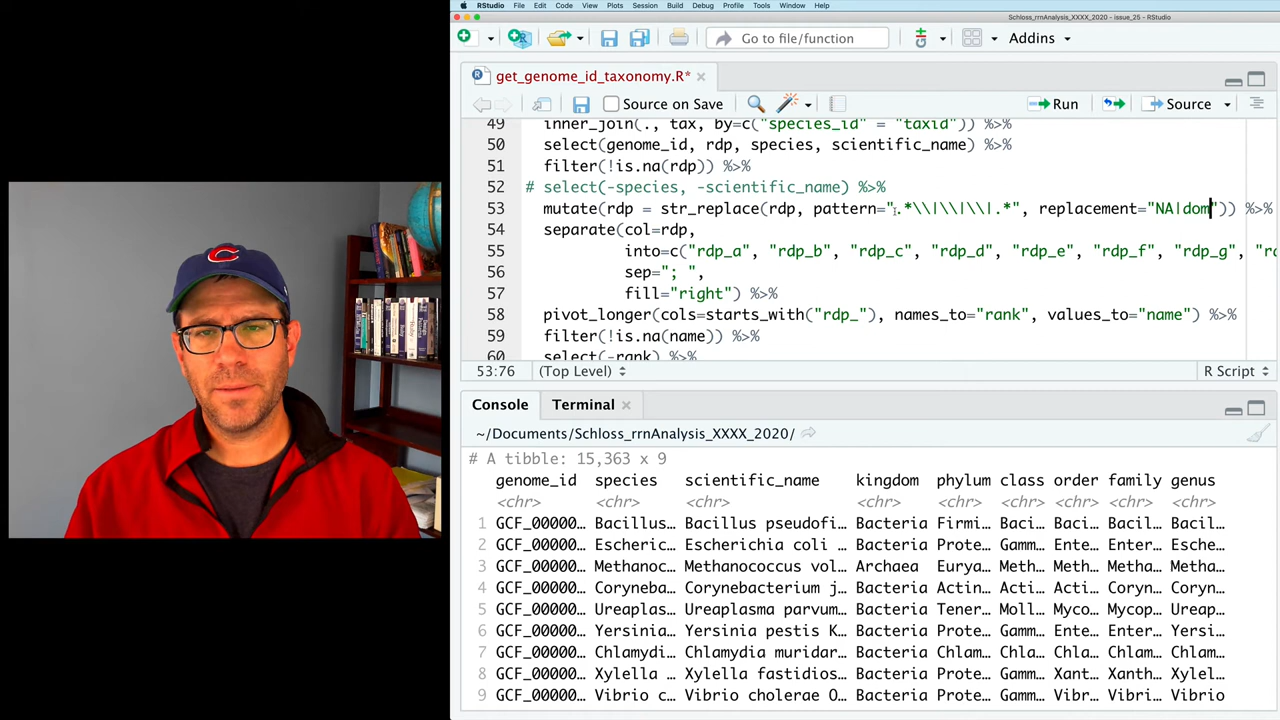 RStudio File Edit Code View Plots Session Build Debug Profile Tools Window Help
Schloss_rrnAnalysis_XXXX_2020 - issue_25 - RStudio
Go to file/function Addins
get_genome_id_taxonomy.R*
Source on Save Run Source
49 inner_join(., tax, by=c("species_id" = "taxid")) %>%
50 select(genome_id, rdp, species, scientific_name) %>%
51 filter(!is.na(rdp)) %>%
52 # select(-species, -scientific_name) %>%
53 mutate(rdp = str_replace(rdp, pattern=".*\\|\\|\\|.*", replacement="NA|dom")) %>%
54 separate(col=rdp,
55 into=c("rdp_a", "rdp_b", "rdp_c", "rdp_d", "rdp_e", "rdp_f", "rdp_g", "rd
56 sep="; ",
57 fill="right") %>%
58 pivot_longer(cols=starts_with("rdp_"), names_to="rank", values_to="name") %>%
59 filter(!is.na(name)) %>%
60 select(-rank) %>%
53:76 (Top Level) R Script
Console Terminal
~/Documents/Schloss_rrnAnalysis_XXXX_2020/
# A tibble: 15,363 x 9
genome_id species scientific_name kingdom phylum class order family genus
<chr> <chr> <chr> <chr> <chr> <chr> <chr> <chr> <chr>
1 GCF_00000… Bacillus… Bacillus pseudofi… Bacteria Firmi… Baci… Baci… Bacil… Bacil…
2 GCF_00000… Escheric… Escherichia coli … Bacteria Prote… Gamm… Ente… Enter… Esche…
3 GCF_00000… Methanoc… Methanococcus vol… Archaea Eurya… Meth… Meth… Metha… Metha…
4 GCF_00000… Coryneba… Corynebacterium j… Bacteria Actin… Acti… Acti… Coryn… Coryn…
5 GCF_00000… Ureaplas… Ureaplasma parvum… Bacteria Tener… Moll… Myco… Mycop… Ureap…
6 GCF_00000… Yersinia… Yersinia pestis K… Bacteria Prote… Gamm… Ente… Enter… Yersi…
7 GCF_00000… Chlamydi… Chlamydia muridar… Bacteria Chlam… Chla… Chla… Chlam… Chlam…
8 GCF_00000… Xylella … Xylella fastidios… Bacteria Prote… Gamm… Xant… Xanth… Xylel…
9 GCF_00000… Vibrio c… Vibrio cholerae O… Bacteria Prote… Gamm… Vibr… Vibri… Vibrio